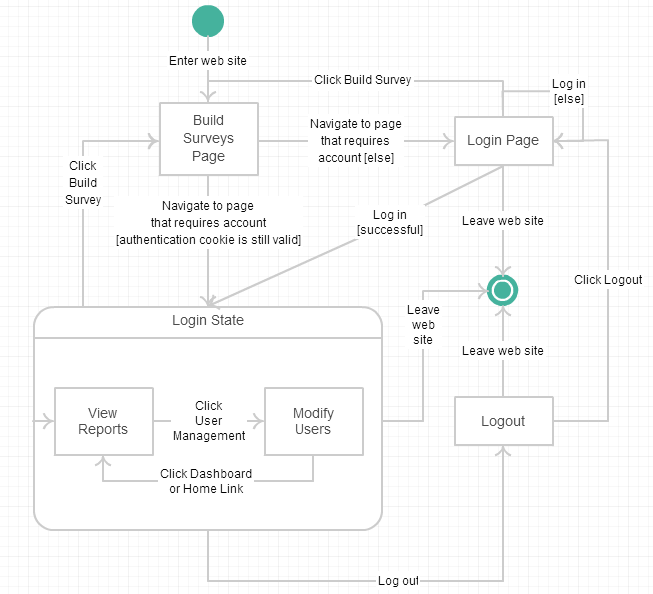 Enter web site
Click Build Survey
Log in
[else]
Build
Surveys
Page
Navigate to page
that requires
account [else]
Login Page
Click
Build
Survey
Navigate to page
that requires account
[authentication cookie is still valid]
Log in
[successful]
Leave web site
Click Logout
Login State
Leave
web
site
Leave web site
View
Reports
Click
User
Management
Modify
Users
Logout
Click Dashboard
or Home Link
Log out